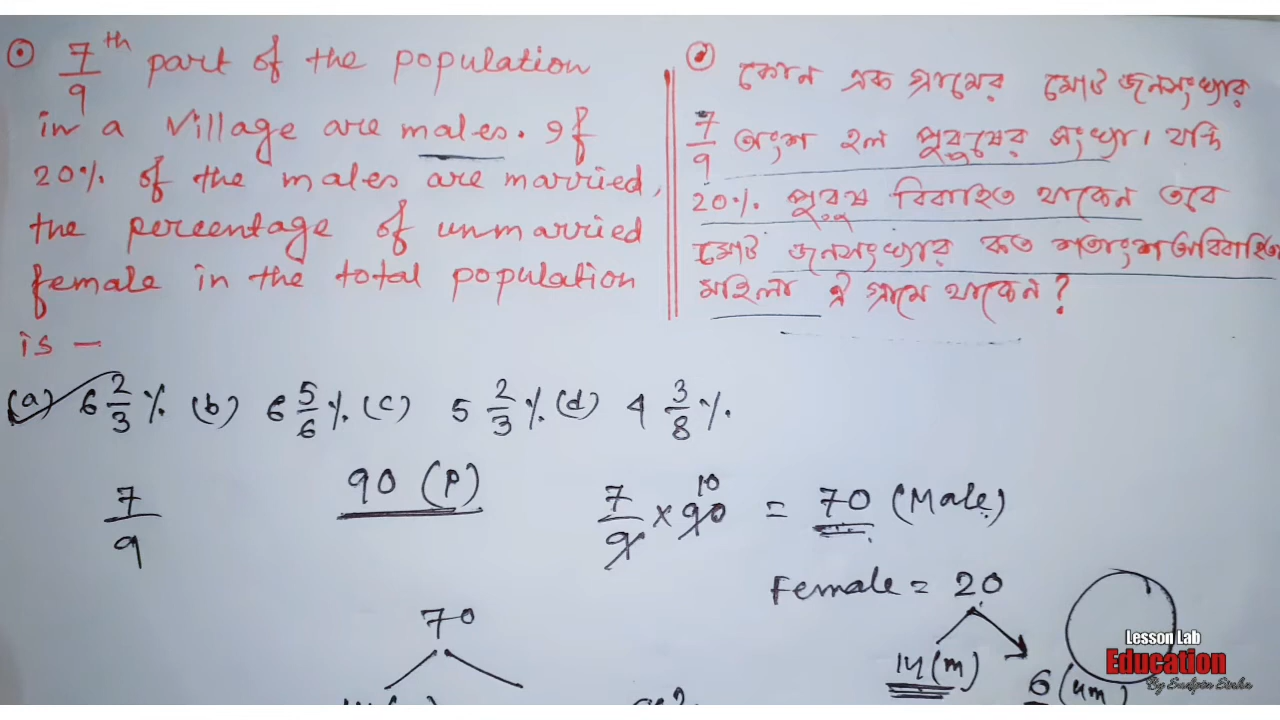 7/9 th part of the population
in a village are males. If
20% of the males are married,
the percentage of unmarried
female in the total population
is —
কোন এক গ্রামের মোট জনসংখ্যার
7/9 অংশ হল পুরুষের সংখ্যা। যদি
20% পুরুষ বিবাহিত থাকেন তবে
মোট জনসংখ্যার কত শতাংশ অবিবাহিত
মহিলা ঐ গ্রামে থাকেন?
(a) 6 2/3 % (b) 6 5/6 % (c) 5 2/3 % (d) 4 3/8 %.
7/9
90 (P)
7/9 × 90 10 = 70 (Male)
Female = 20
70
14 (m)
6 (um)
Lesson Lab
Education